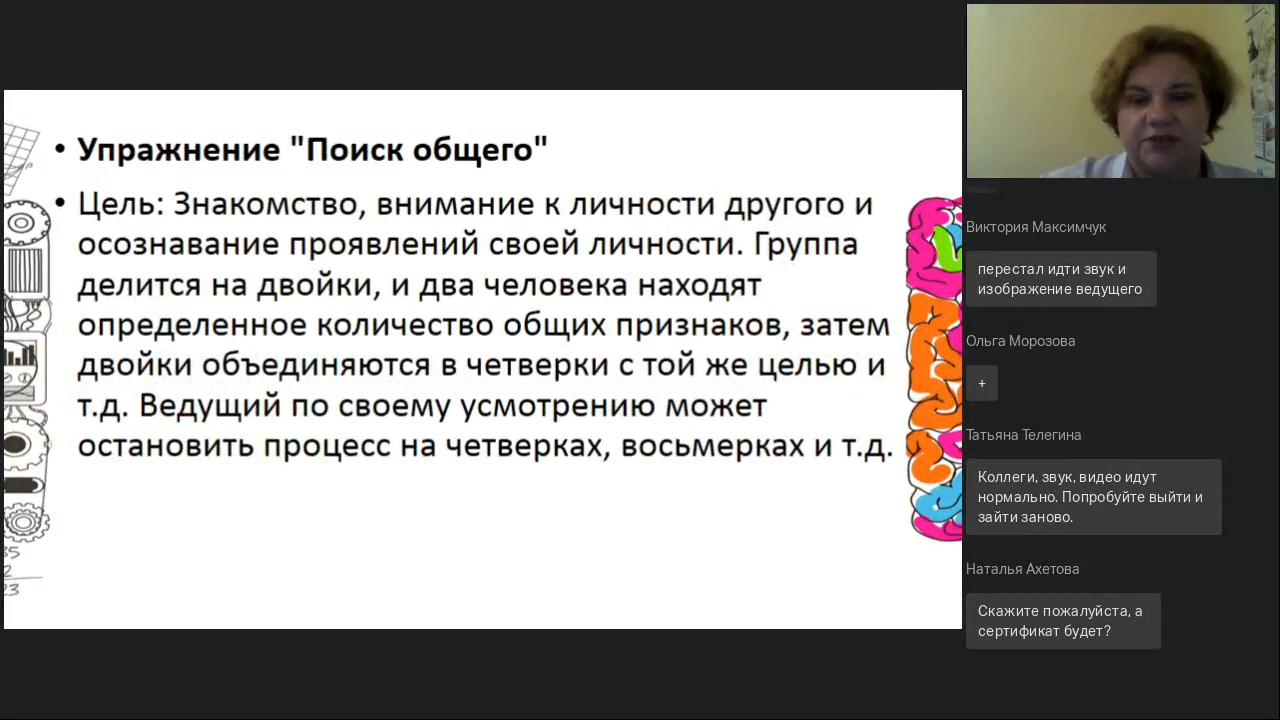 • Упражнение "Поиск общего"
• Цель: Знакомство, внимание к личности другого и
осознавание проявлений своей личности. Группа
делится на двойки, и два человека находят
определенное количество общих признаков, затем
двойки объединяются в четверки с той же целью и
т.д. Ведущий по своему усмотрению может
остановить процесс на четверках, восьмерках и т.д.
Виктория Максимчук
перестал идти звук и
изображение ведущего
Ольга Морозова
+
Татьяна Телегина
Коллеги, звук, видео идут
нормально. Попробуйте выйти и
зайти заново.
Наталья Ахетова
Скажите пожалуйста, а
сертификат будет?